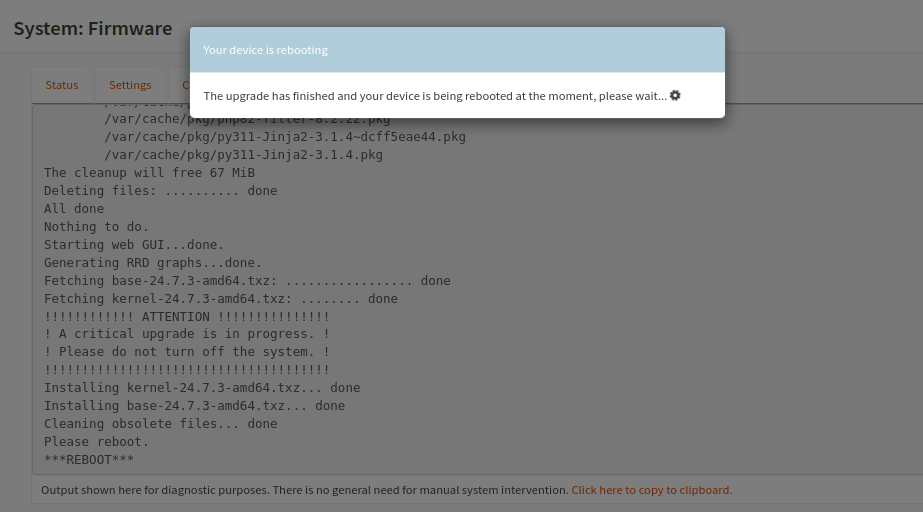 System: Firmware
Your device is rebooting
The upgrade has finished and your device is being rebooted at the moment, please wait...
Status
Settings
/var/cache/pkg/php82-filter-8.2.22.pkg
/var/cache/pkg/py311-Jinja2-3.1.4~dcff5eae44.pkg
/var/cache/pkg/py311-Jinja2-3.1.4.pkg
The cleanup will free 67 MiB
Deleting files: .......... done
All done
Nothing to do.
Starting web GUI...done.
Generating RRD graphs...done.
Fetching base-24.7.3-amd64.txz: ................. done
Fetching kernel-24.7.3-amd64.txz: ........ done
!!!!!!!!!!!! ATTENTION !!!!!!!!!!!!!!!
! A critical upgrade is in progress. !
! Please do not turn off the system. !
!!!!!!!!!!!!!!!!!!!!!!!!!!!!!!!!!!!!!!
Installing kernel-24.7.3-amd64.txz... done
Installing base-24.7.3-amd64.txz... done
Cleaning obsolete files... done
Please reboot.
***REBOOT***
Output shown here for diagnostic purposes. There is no general need for manual system intervention. Click here to copy to clipboard.